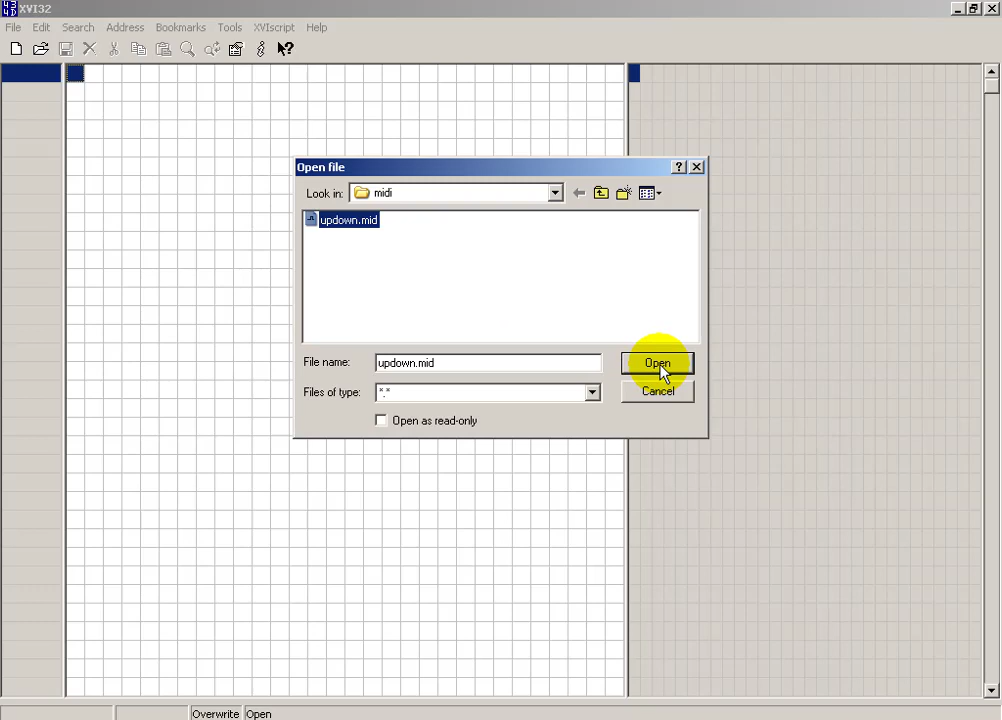 XVI32
File Edit Search Address Bookmarks Tools XVIscript Help
Open file
Look in: midi
updown.mid
File name: updown.mid Open
Files of type: *.* Cancel
Open as read-only
Overwrite Open